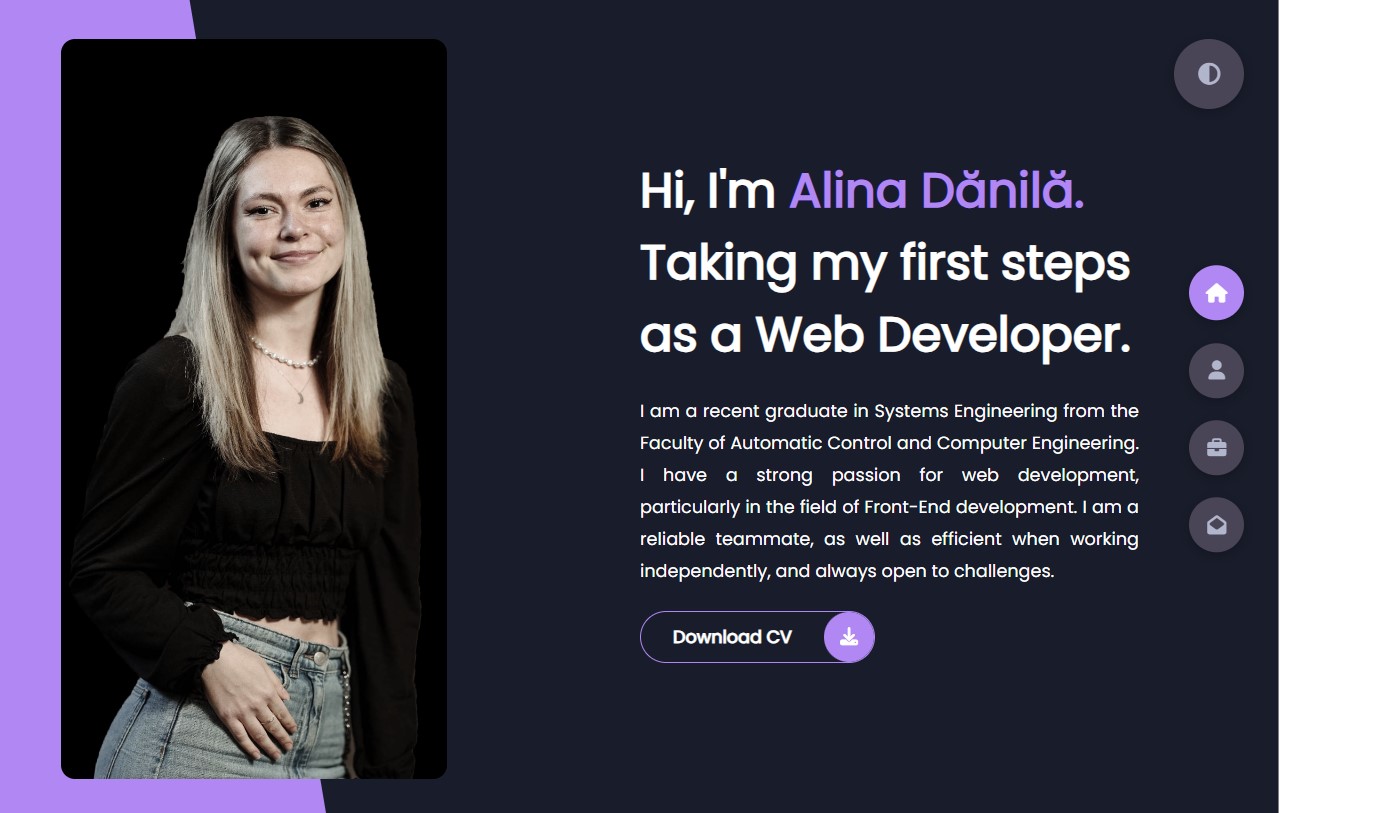 Hi, I'm Alina Dănilă.
Taking my first steps
as a Web Developer.
I am a recent graduate in Systems Engineering from the
Faculty of Automatic Control and Computer Engineering.
I have a strong passion for web development,
particularly in the field of Front-End development. I am a
reliable teammate, as well as efficient when working
independently, and always open to challenges.
Download CV